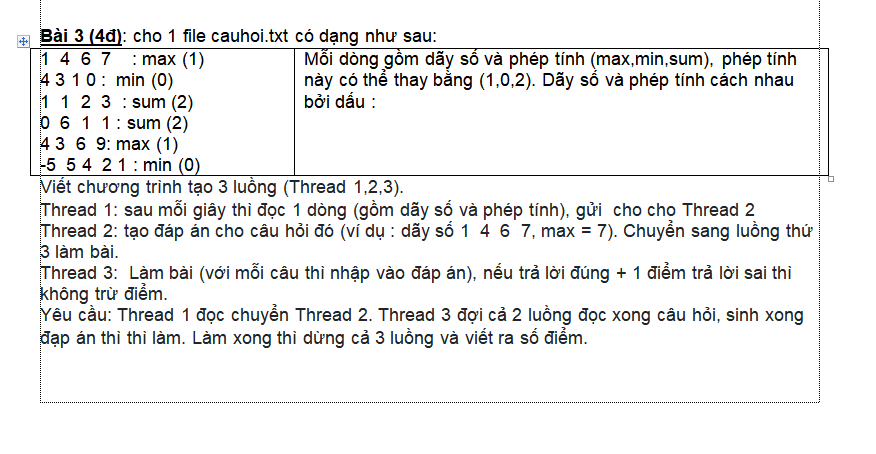 Bài 3 (4đ): cho 1 file cauhoi.txt có dạng như sau:
1 4 6 7 : max (1)
4 3 1 0 : min (0)
1 1 2 3 : sum (2)
0 6 1 1 : sum (2)
4 3 6 9: max (1)
-5 5 4 2 1 : min (0)
Mỗi dòng gồm dãy số và phép tính (max,min,sum), phép tính
này có thể thay bằng (1,0,2). Dãy số và phép tính cách nhau
bởi dấu :
Viết chương trình tạo 3 luồng (Thread 1,2,3).
Thread 1: sau mỗi giây thì đọc 1 dòng (gồm dãy số và phép tính), gửi cho cho Thread 2
Thread 2: tạo đáp án cho câu hỏi đó (ví dụ : dãy số 1 4 6 7, max = 7). Chuyển sang luồng thứ
3 làm bài.
Thread 3: Làm bài (với mỗi câu thì nhập vào đáp án), nếu trả lời đúng + 1 điểm trả lời sai thì
không trừ điểm.
Yêu cầu: Thread 1 đọc chuyển Thread 2. Thread 3 đợi cả 2 luồng đọc xong câu hỏi, sinh xong
đạp án thì thì làm. Làm xong thì dừng cả 3 luồng và viết ra số điểm.